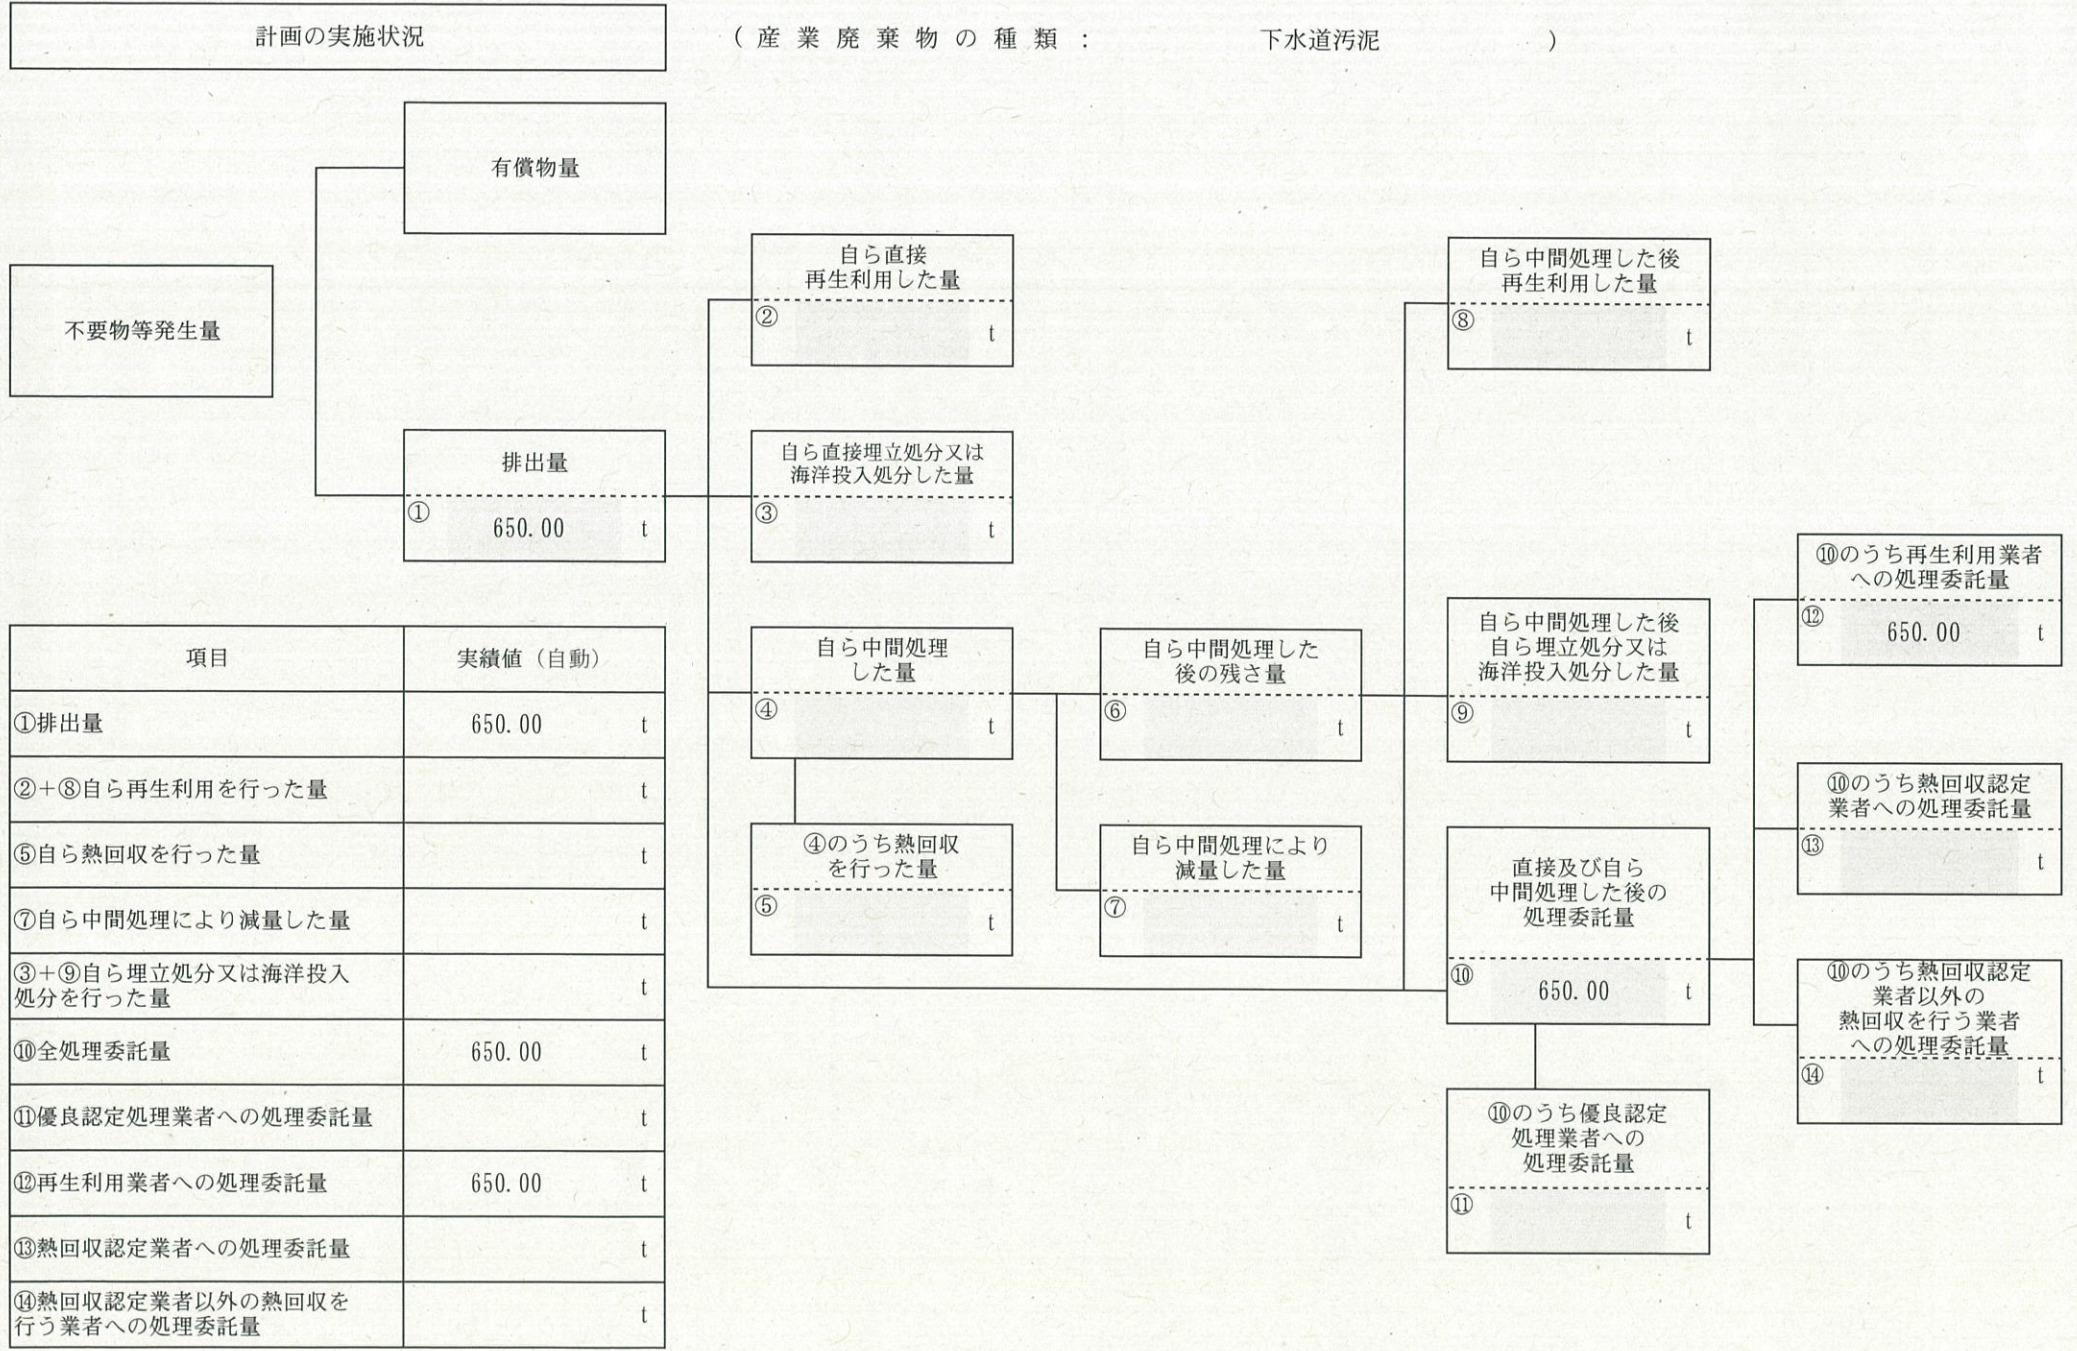 計画の実施状況
（産業廃棄物の種類： 下水道汚泥 ）
有償物量
不要物等発生量
排出量
① 650.00 t
自ら直接
再生利用した量
② t
自ら直接埋立処分又は
海洋投入処分した量
③ t
自ら中間処理
した量
④ t
④のうち熱回収
を行った量
⑤ t
自ら中間処理した
後の残さ量
⑥ t
自ら中間処理により
減量した量
⑦ t
自ら中間処理した後
再生利用した量
⑧ t
自ら中間処理した後
自ら埋立処分又は
海洋投入処分した量
⑨ t
直接及び自ら
中間処理した後の
処理委託量
⑩ 650.00 t
⑩のうち優良認定
処理業者への
処理委託量
⑪ t
⑩のうち再生利用業者
への処理委託量
⑫ 650.00 t
⑩のうち熱回収認定
業者への処理委託量
⑬ t
⑩のうち熱回収認定
業者以外の
熱回収を行う業者
への処理委託量
⑭ t
項目 実績値（自動）
①排出量 650.00 t
②＋⑧自ら再生利用を行った量 t
⑤自ら熱回収を行った量 t
⑦自ら中間処理により減量した量 t
③＋⑨自ら埋立処分又は海洋投入
処分を行った量 t
⑩全処理委託量 650.00 t
⑪優良認定処理業者への処理委託量 t
⑫再生利用業者への処理委託量 650.00 t
⑬熱回収認定業者への処理委託量 t
⑭熱回収認定業者以外の熱回収を
行う業者への処理委託量 t